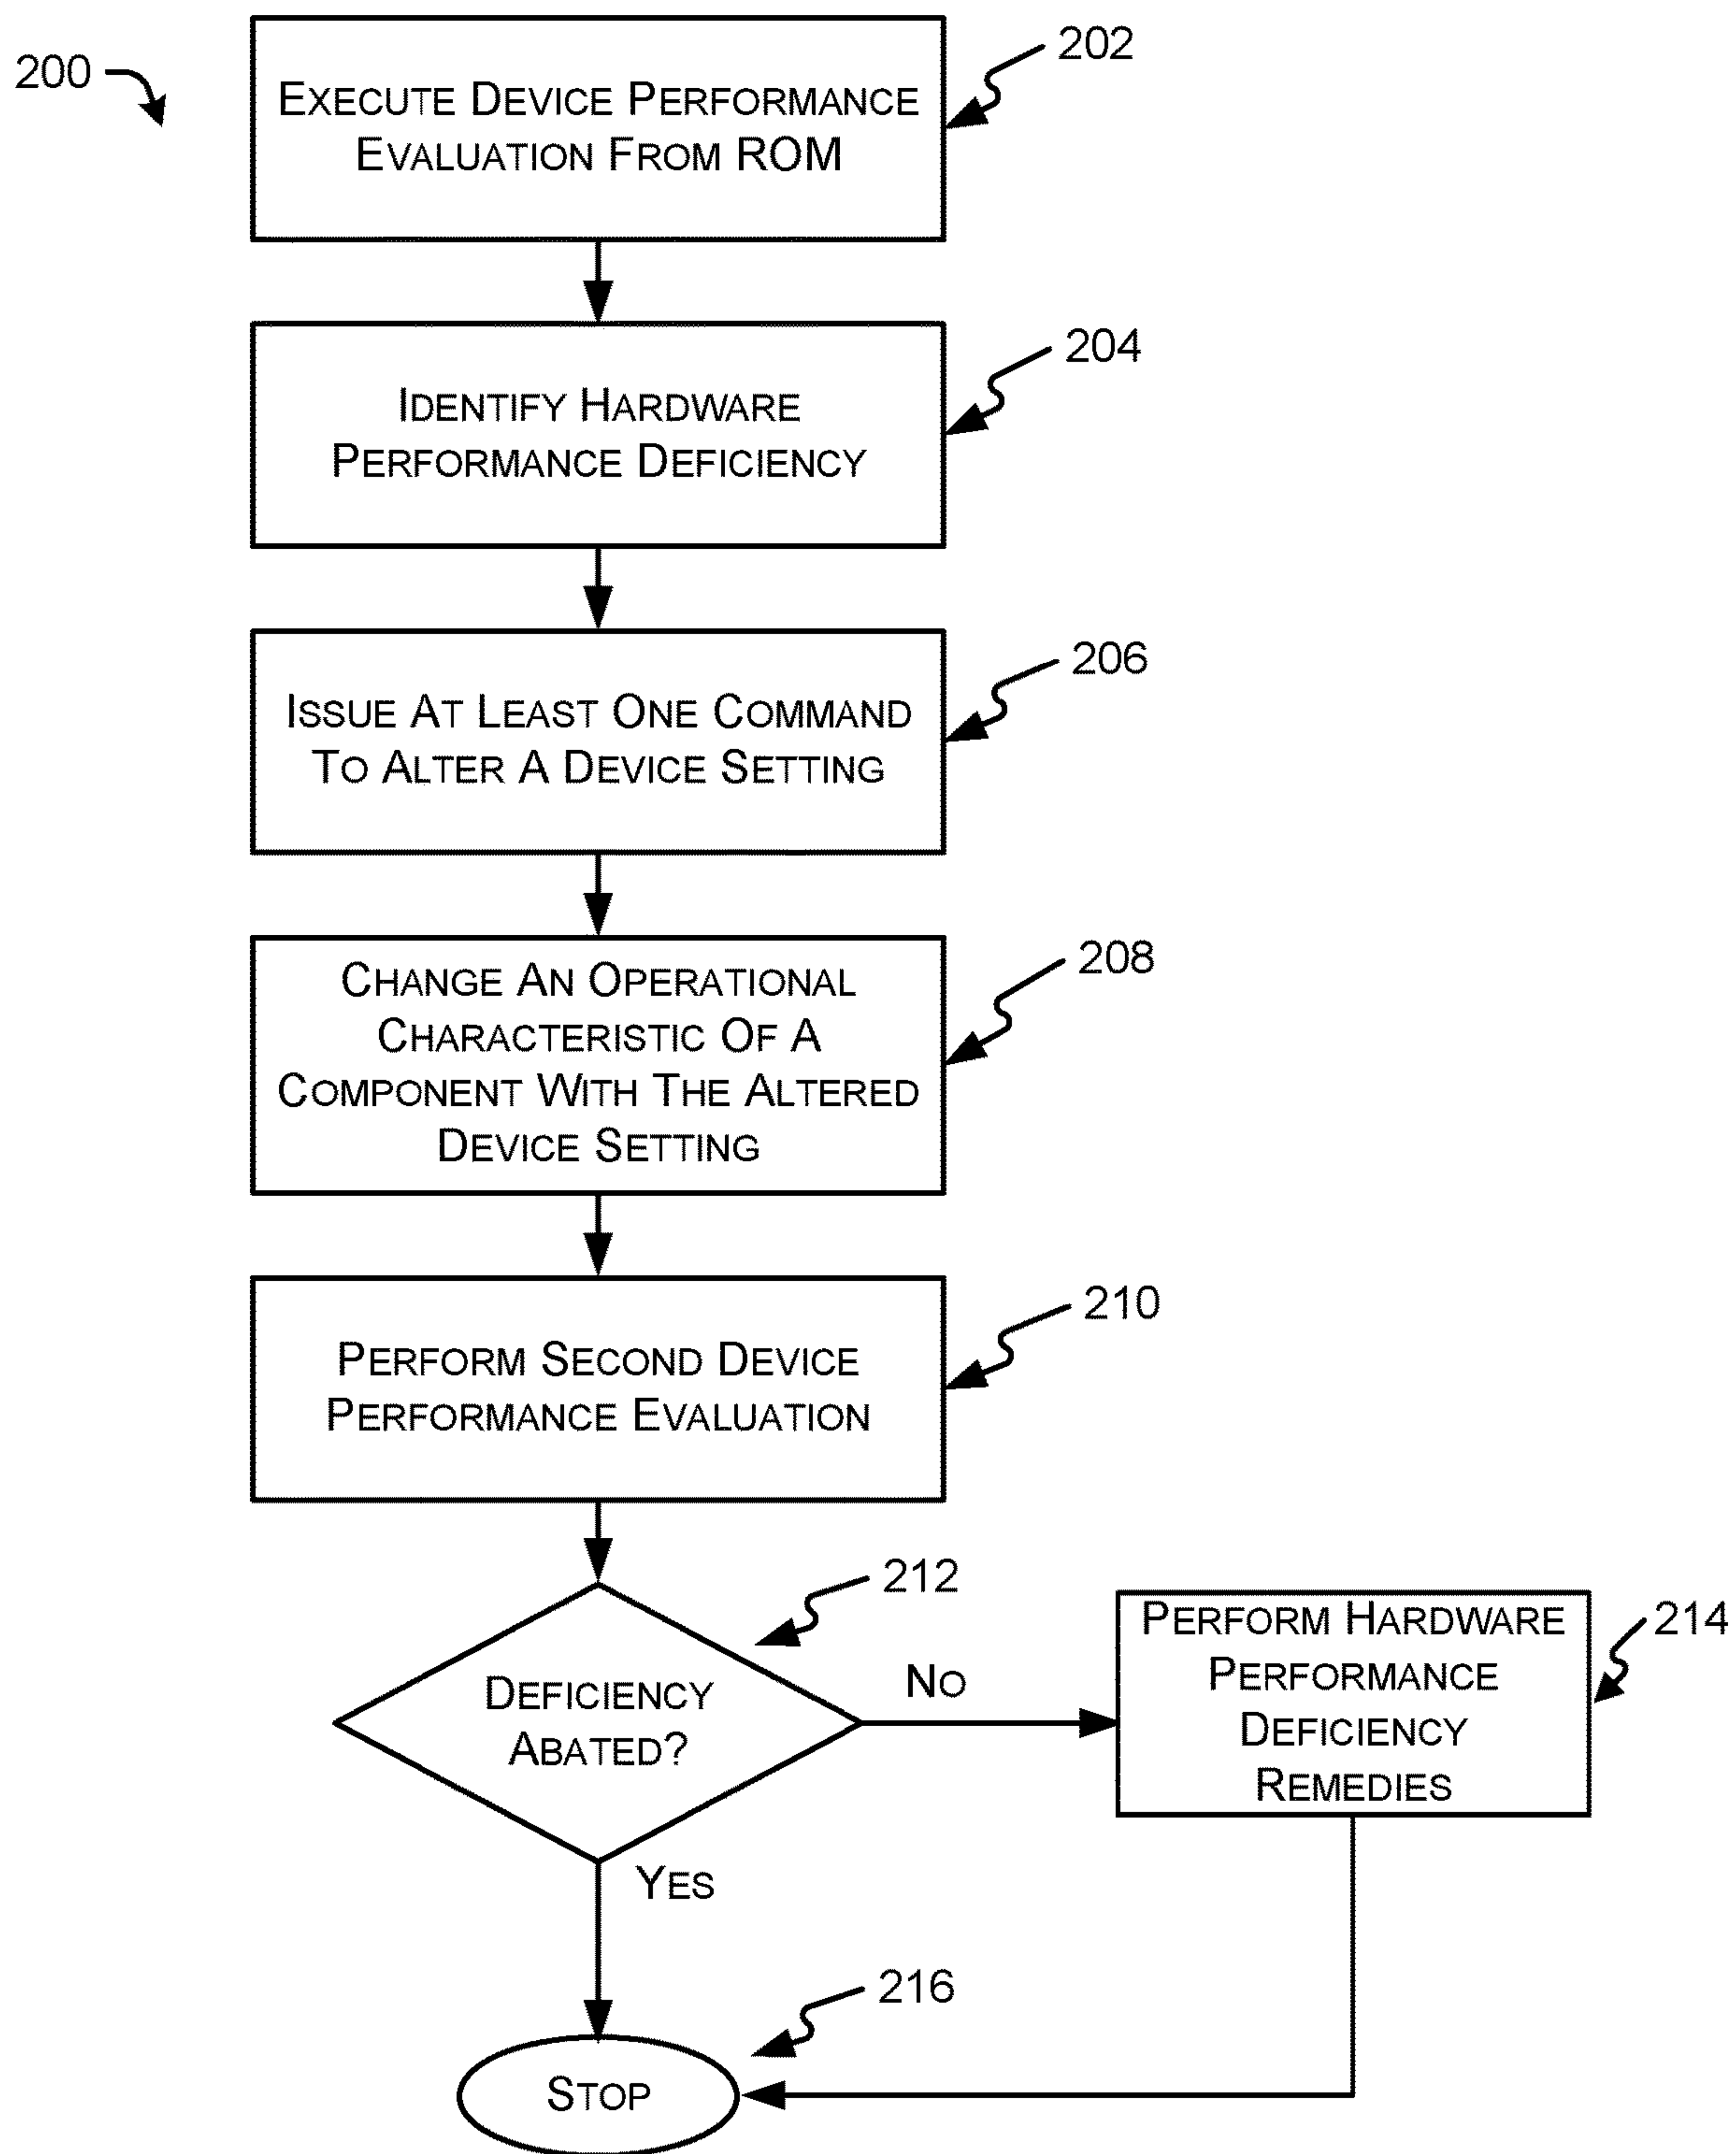 200
202
EXECUTE DEVICE PERFORMANCE
EVALUATION FROM ROM
204
IDENTIFY HARDWARE
PERFORMANCE DEFICIENCY
206
ISSUE AT LEAST ONE COMMAND
TO ALTER A DEVICE SETTING
208
CHANGE AN OPERATIONAL
CHARACTERISTIC OF A
COMPONENT WITH THE ALTERED
DEVICE SETTING
210
PERFORM SECOND DEVICE
PERFORMANCE EVALUATION
212
DEFICIENCY
ABATED?
NO
214
PERFORM HARDWARE
PERFORMANCE
DEFICIENCY
REMEDIES
YES
216
STOP